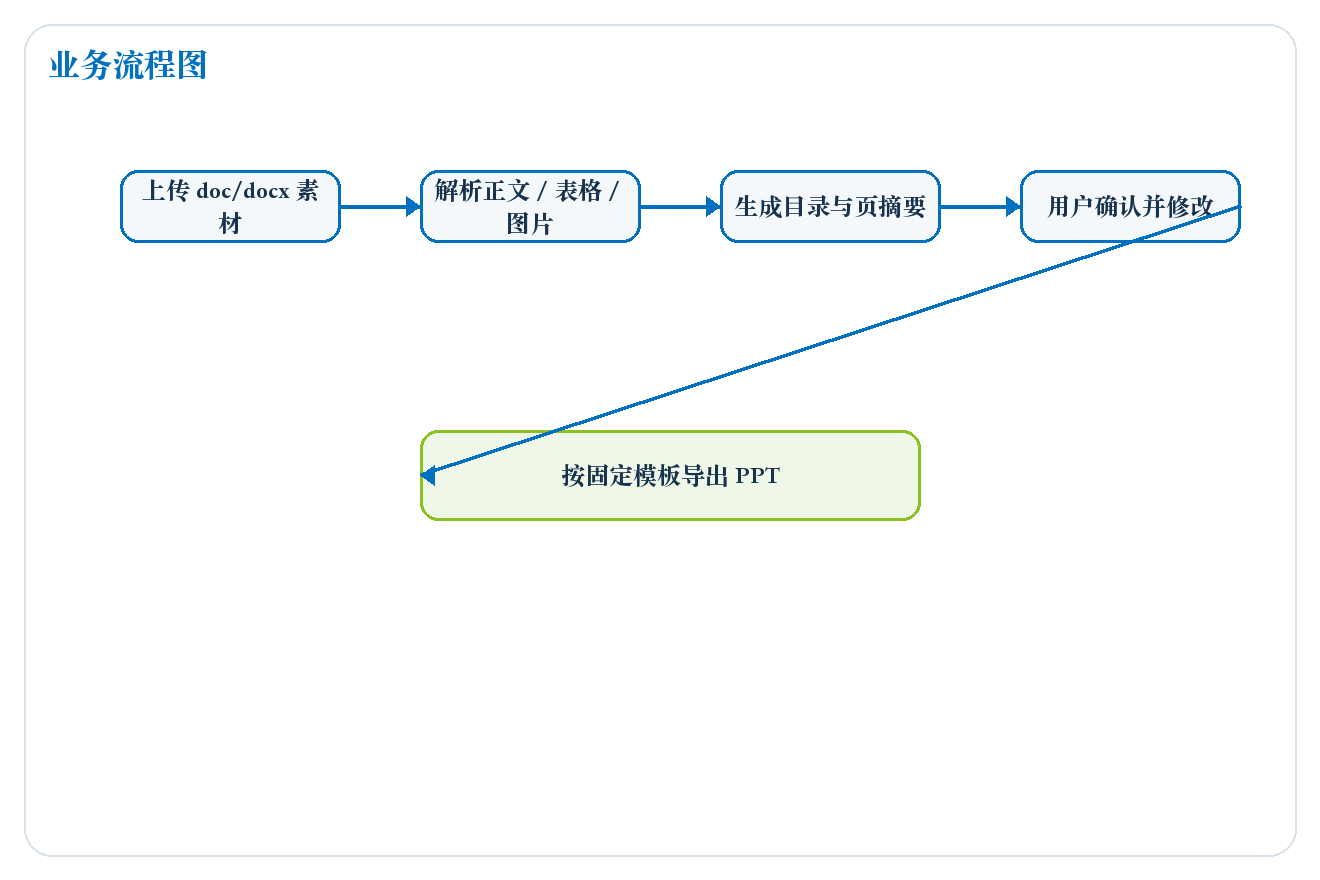 业务流程图
上传 doc/docx 素
材
解析正文 / 表格 /
图片
生成目录与页摘要
用户确认并修改
按固定模板导出 PPT